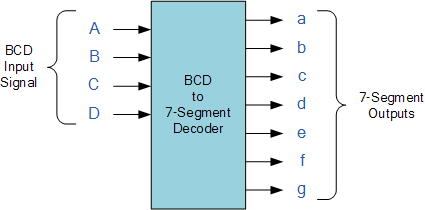 BCD
Input
Signal
A
B
C
D
BCD
to
7-Segment
Decoder
a
b
c
d
e
f
g
7-Segment
Outputs